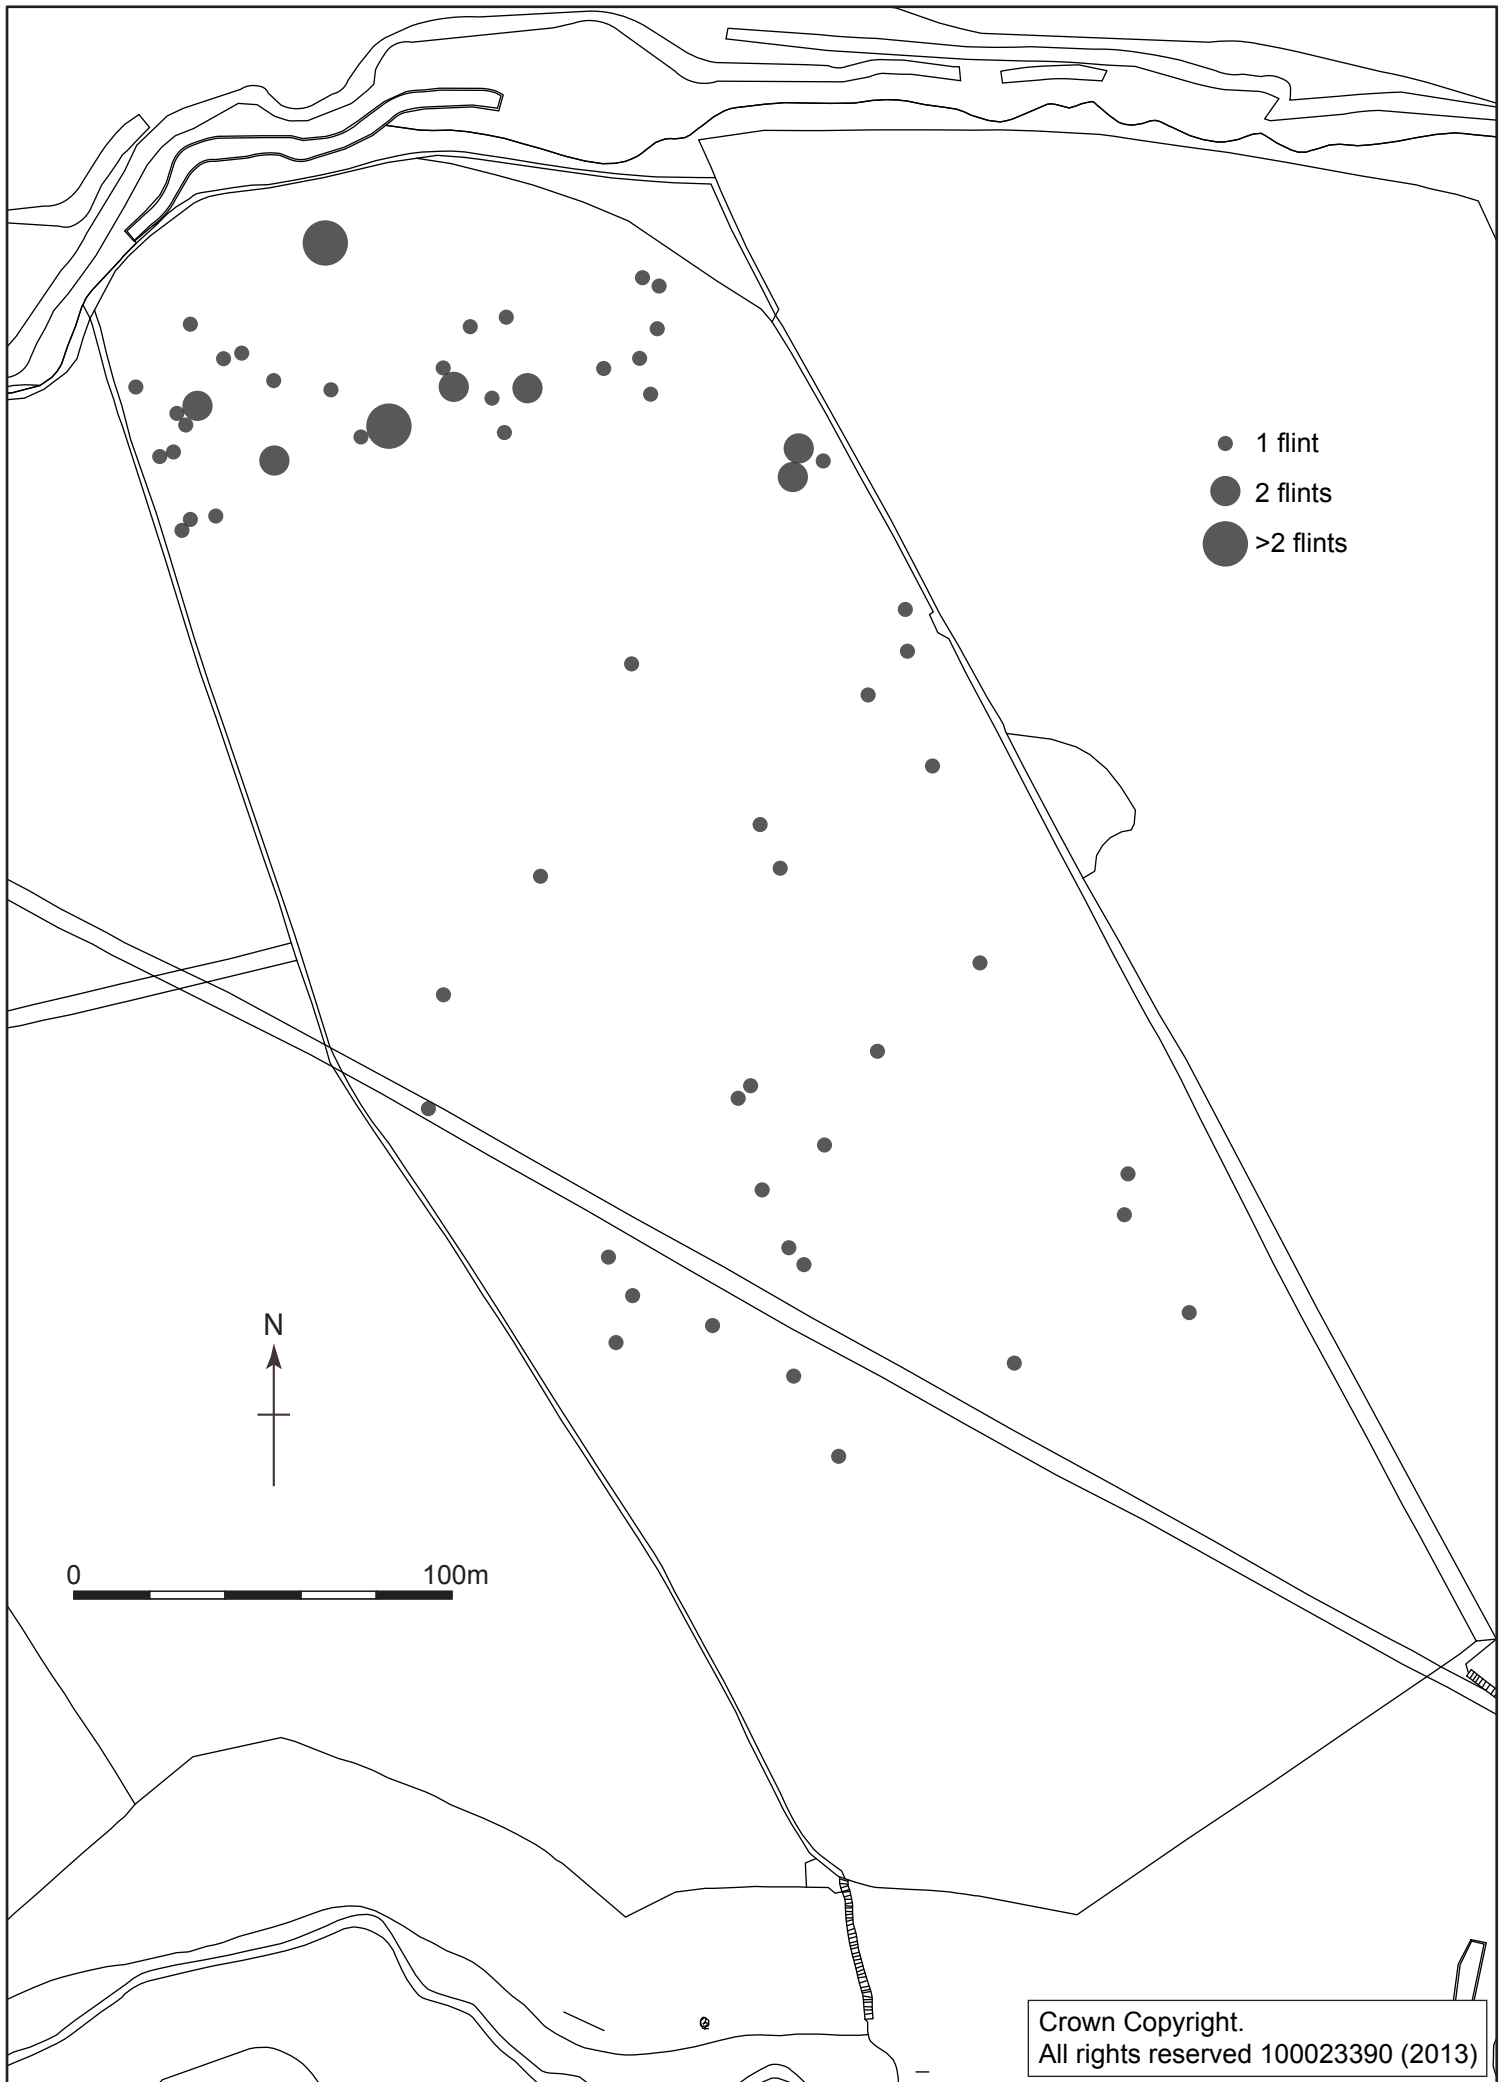 1 flint
2 flints
>2 flints
N
0 100m
Crown Copyright.
All rights reserved 100023390 (2013)